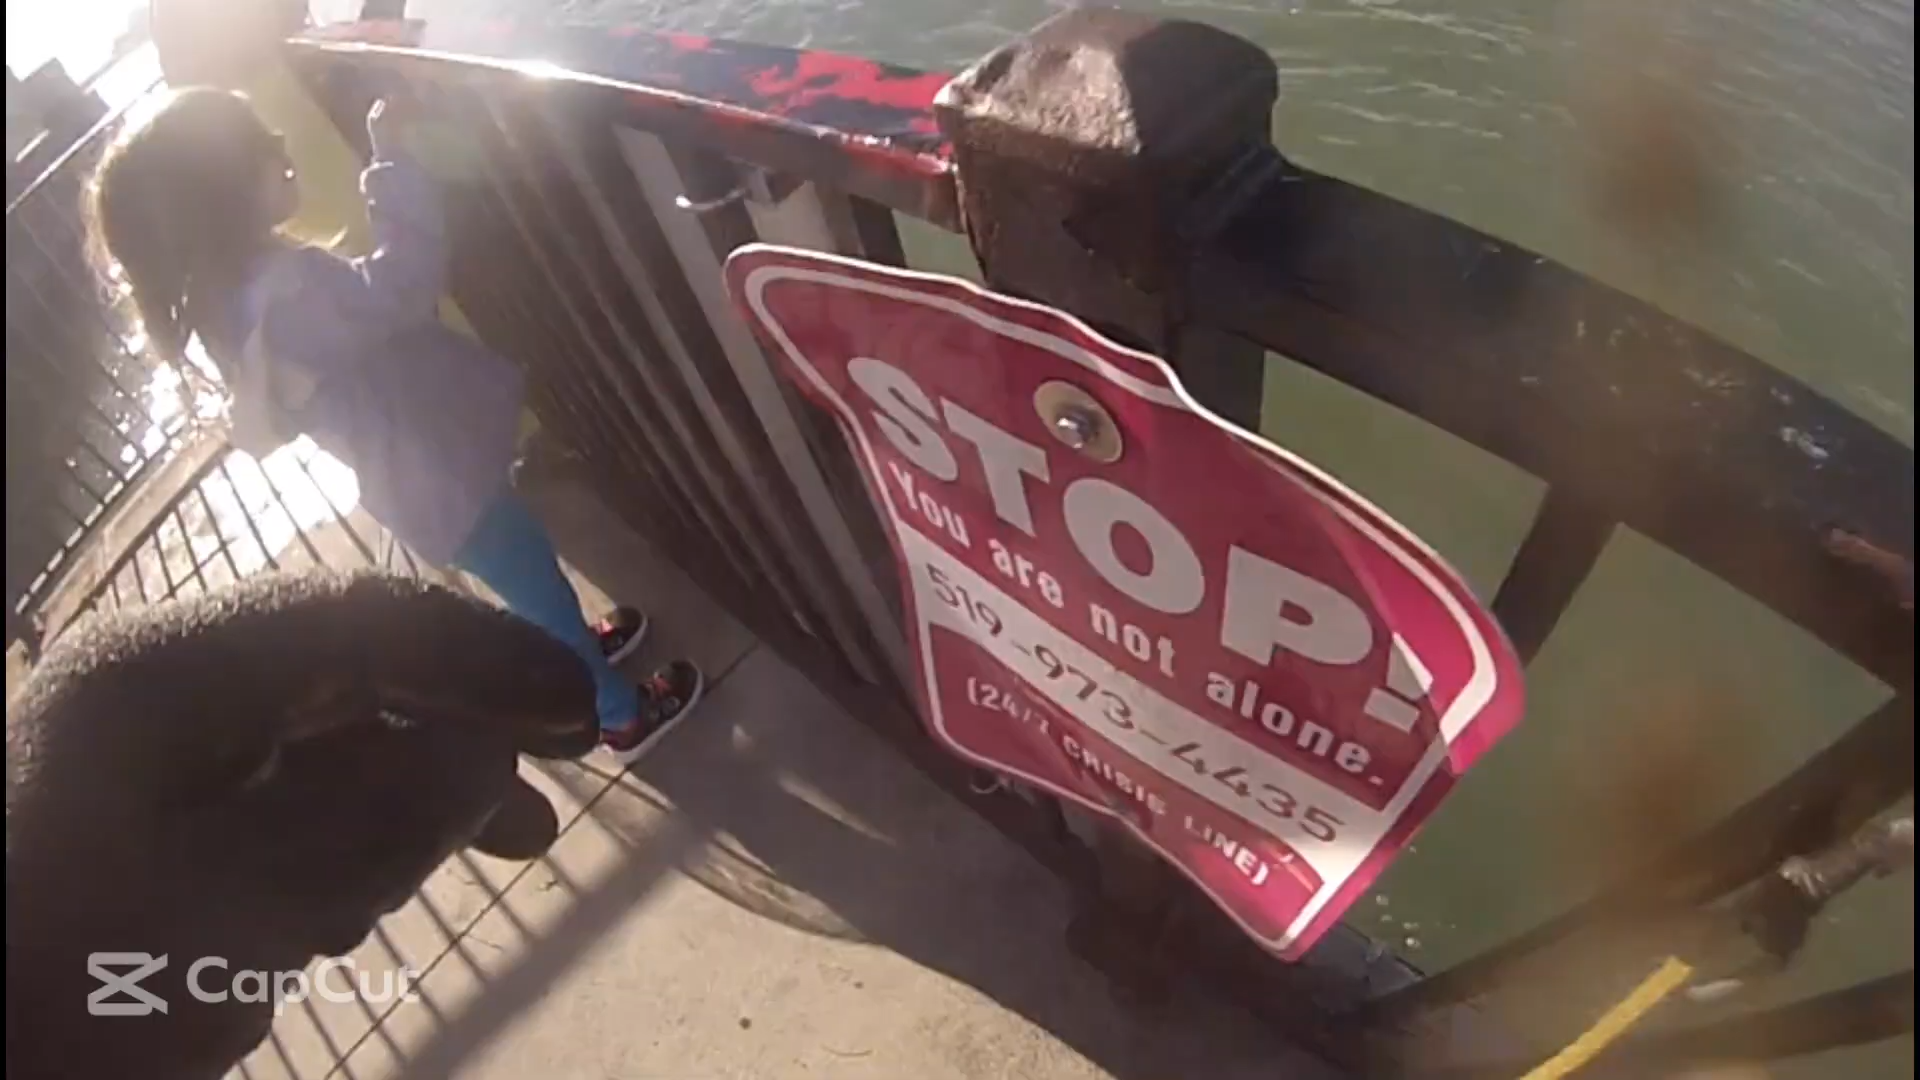 STOP!
You are not alone.
519-973-4435
(24/7 CRISIS LINE)
CapCut